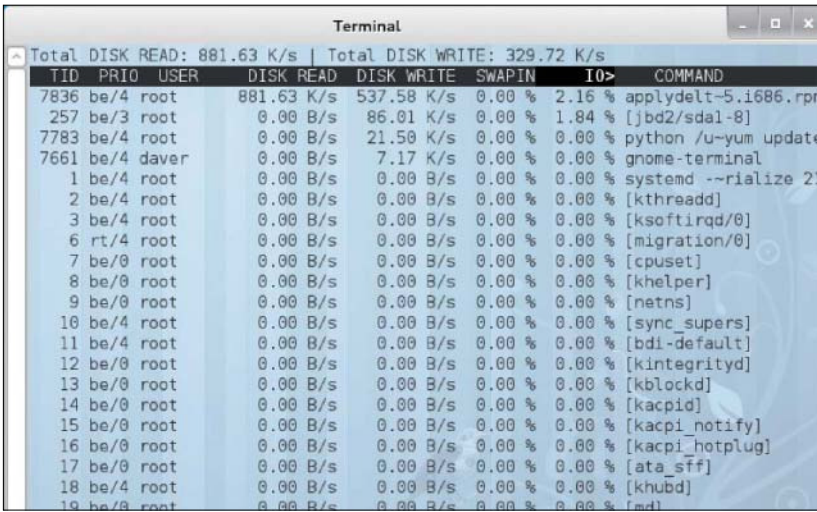 Terminal
Total DISK READ: 881.63 K/s | Total DISK WRITE: 329.72 K/s
TID PRIO USER DISK READ DISK WRITE SWAPIN IO> COMMAND
7836 be/4 root 881.63 K/s 537.58 K/s 0.00 % 2.16 % applydelt~5.i686.rpm
257 be/3 root 0.00 B/s 86.01 K/s 0.00 % 1.84 % [jbd2/sda1-8]
7783 be/4 root 0.00 B/s 21.50 K/s 0.00 % 0.00 % python /u~yum update
7661 be/4 daver 0.00 B/s 7.17 K/s 0.00 % 0.00 % gnome-terminal
1 be/4 root 0.00 B/s 0.00 B/s 0.00 % 0.00 % systemd -~rialize 21
2 be/4 root 0.00 B/s 0.00 B/s 0.00 % 0.00 % [kthreadd]
3 be/4 root 0.00 B/s 0.00 B/s 0.00 % 0.00 % [ksoftirqd/0]
6 rt/4 root 0.00 B/s 0.00 B/s 0.00 % 0.00 % [migration/0]
7 be/0 root 0.00 B/s 0.00 B/s 0.00 % 0.00 % [cpuset]
8 be/0 root 0.00 B/s 0.00 B/s 0.00 % 0.00 % [khelper]
9 be/0 root 0.00 B/s 0.00 B/s 0.00 % 0.00 % [netns]
10 be/4 root 0.00 B/s 0.00 B/s 0.00 % 0.00 % [sync_supers]
11 be/4 root 0.00 B/s 0.00 B/s 0.00 % 0.00 % [bdi-default]
12 be/0 root 0.00 B/s 0.00 B/s 0.00 % 0.00 % [kintegrityd]
13 be/0 root 0.00 B/s 0.00 B/s 0.00 % 0.00 % [kblockd]
14 be/0 root 0.00 B/s 0.00 B/s 0.00 % 0.00 % [kacpid]
15 be/0 root 0.00 B/s 0.00 B/s 0.00 % 0.00 % [kacpi_notify]
16 be/0 root 0.00 B/s 0.00 B/s 0.00 % 0.00 % [kacpi_hotplug]
17 be/0 root 0.00 B/s 0.00 B/s 0.00 % 0.00 % [ata_sff]
18 be/4 root 0.00 B/s 0.00 B/s 0.00 % 0.00 % [khubd]
19 be/0 root 0.00 B/s 0.00 B/s 0.00 % 0.00 % [md]